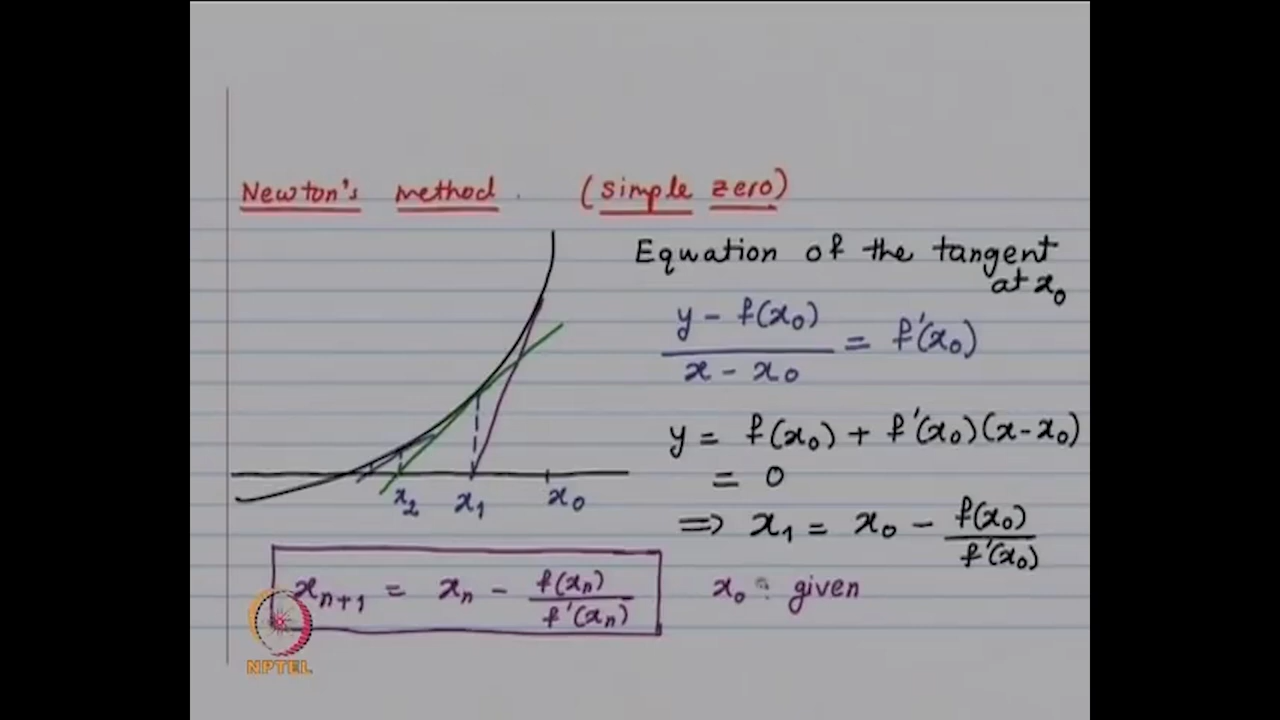 Newton's method. (simple zero)
Equation of the tangent
at x₀
y - f(x₀) / x - x₀ = f'(x₀)
y = f(x₀) + f'(x₀)(x-x₀)
= 0
⇒ x₁ = x₀ - f(x₀) / f'(x₀)
x₂ x₁ x₀
xₙ₊₁ = xₙ - f(xₙ) / f'(xₙ)
x₀ : given
NPTEL